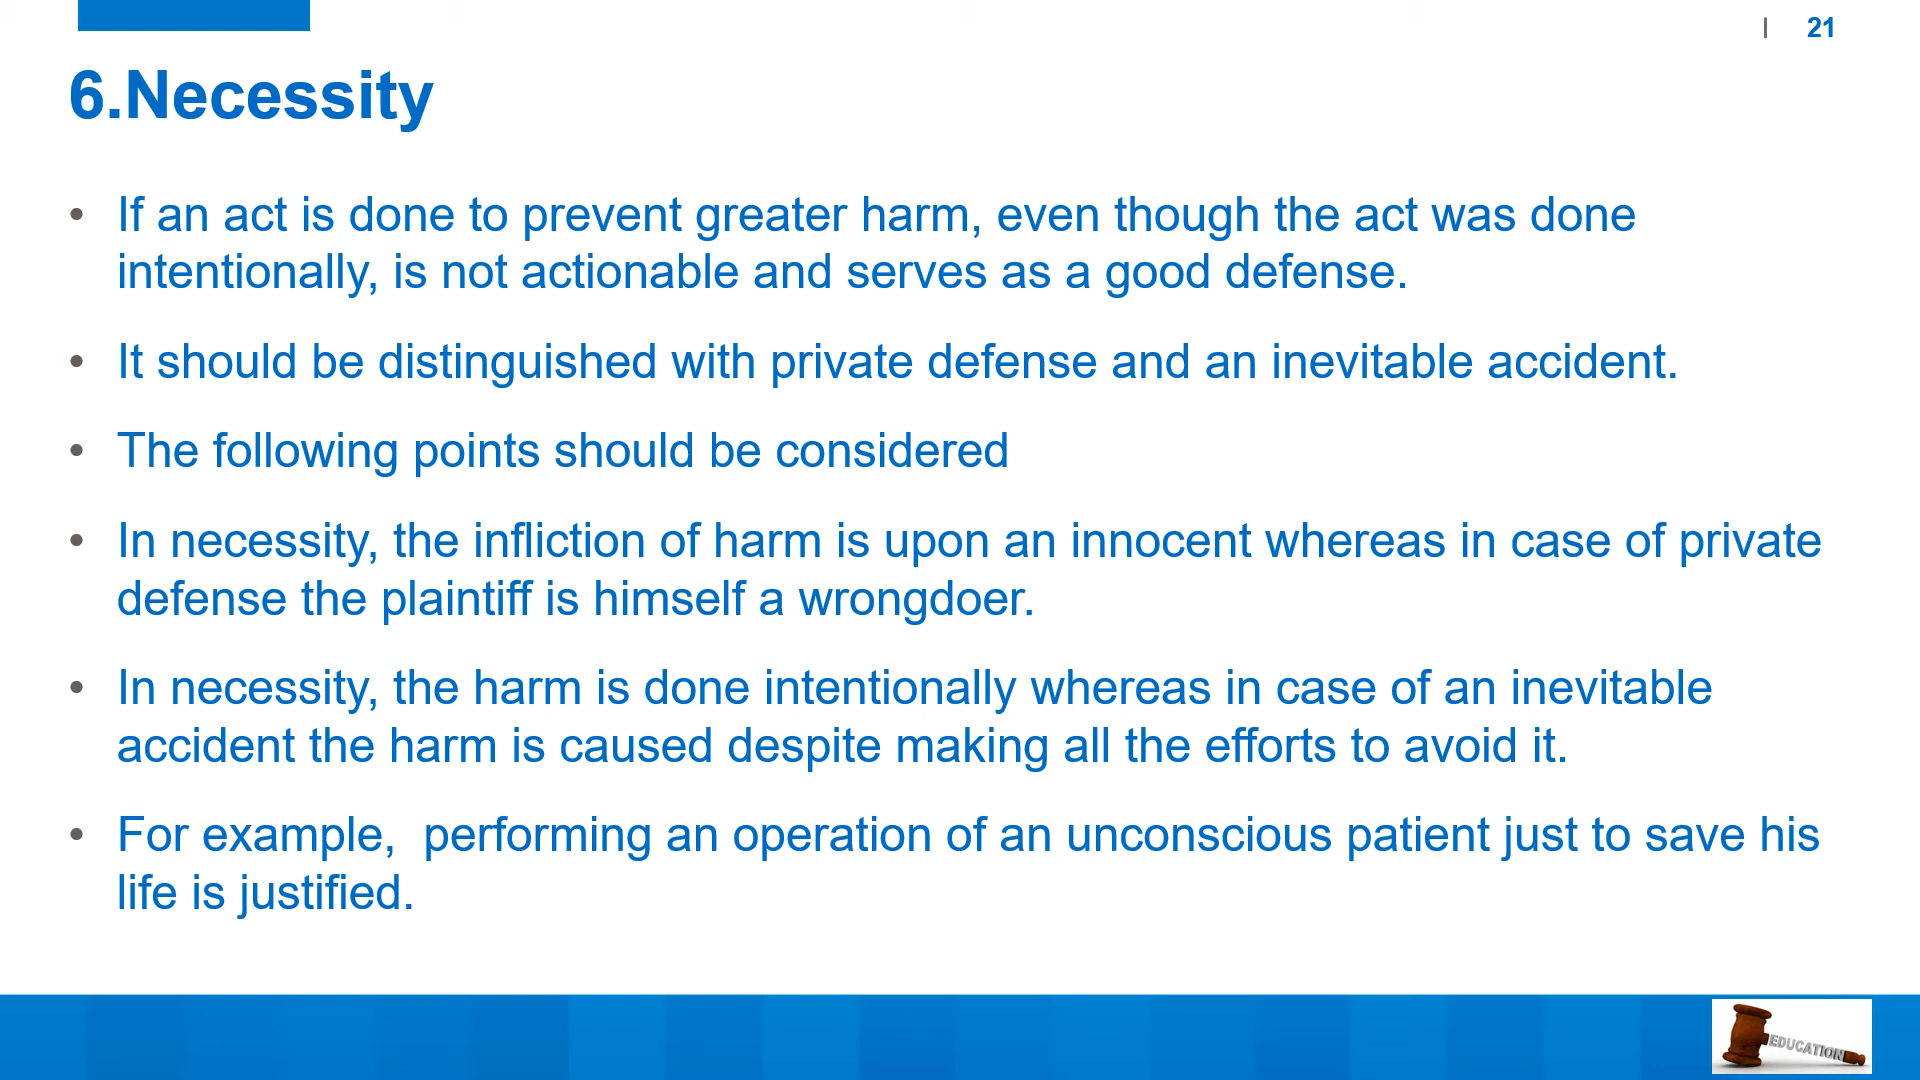 | 21
6.Necessity
• If an act is done to prevent greater harm, even though the act was done
intentionally, is not actionable and serves as a good defense.
• It should be distinguished with private defense and an inevitable accident.
• The following points should be considered
• In necessity, the infliction of harm is upon an innocent whereas in case of private
defense the plaintiff is himself a wrongdoer.
• In necessity, the harm is done intentionally whereas in case of an inevitable
accident the harm is caused despite making all the efforts to avoid it.
• For example,  performing an operation of an unconscious patient just to save his
life is justified.
EDUCATION